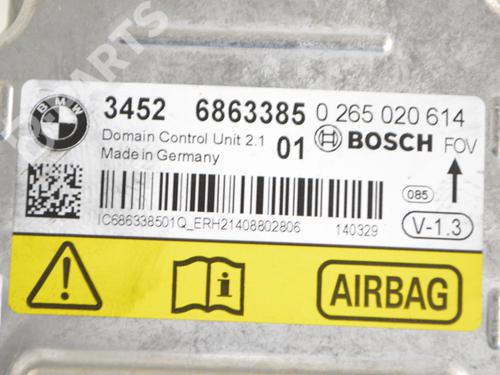 BMW
3452 6863385 0 265 020 614
Domain Control Unit 2.1 01 BOSCH FOV
Made in Germany
085
IC686338501Q_ERH21408802806 140329
V-1.3
i AIRBAG
PARTS